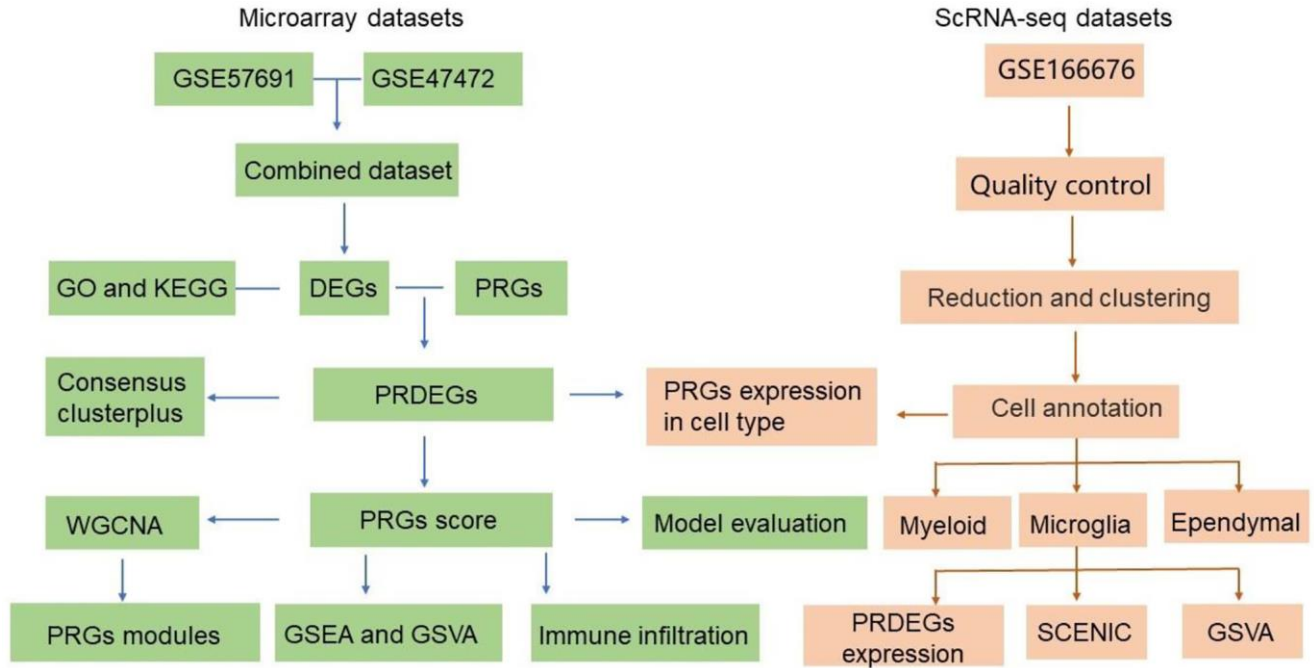 Microarray datasets
ScRNA-seq datasets
GSE57691
GSE47472
GSE166676
Combined dataset
Quality control
GO and KEGG
DEGs
PRGs
Reduction and clustering
Consensus
clusterplus
PRDEGs
PRGs expression
in cell type
Cell annotation
WGCNA
PRGs score
Model evaluation
Myeloid
Microglia
Ependymal
PRGs modules
GSEA and GSVA
Immune infiltration
PRDEGs
expression
SCENIC
GSVA